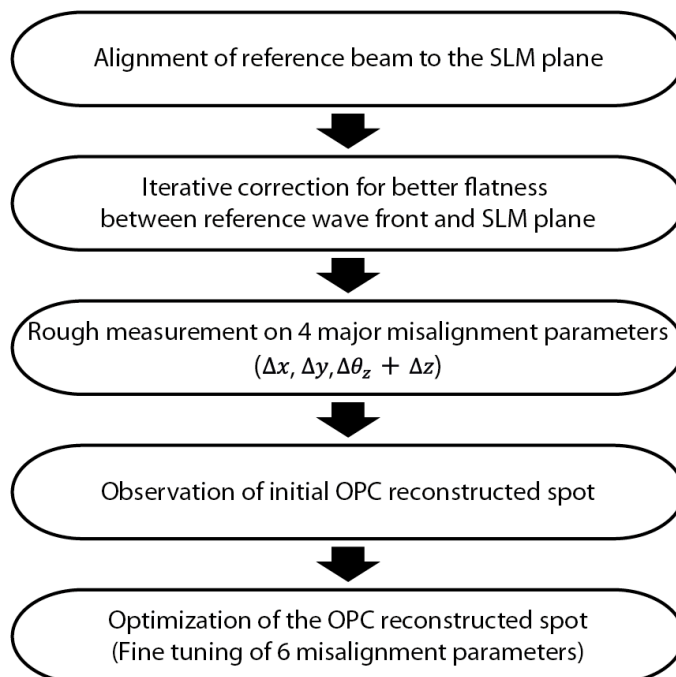 Alignment of reference beam to the SLM plane
Iterative correction for better flatness
between reference wave front and SLM plane
Rough measurement on 4 major misalignment parameters
(Δx, Δy, Δθ_z + Δz)
Observation of initial OPC reconstructed spot
Optimization of the OPC reconstructed spot
(Fine tuning of 6 misalignment parameters)